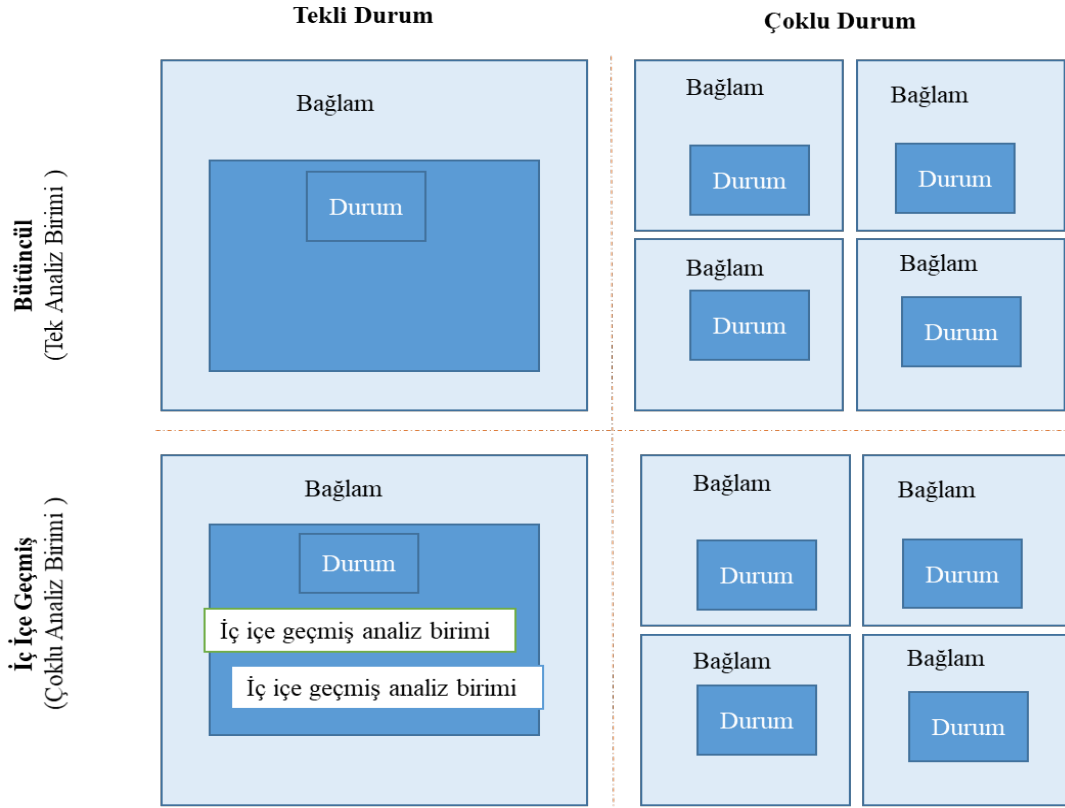 Tekli Durum
Çoklu Durum
Bütüncül
(Tek Analiz Birimi )
Bağlam
Durum
Bağlam
Durum
Bağlam
Durum
Bağlam
Durum
Bağlam
Durum
İç İçe Geçmiş
(Çoklu Analiz Birimi )
Bağlam
Durum
İç içe geçmiş analiz birimi
İç içe geçmiş analiz birimi
Bağlam
Durum
Bağlam
Durum
Bağlam
Durum
Bağlam
Durum